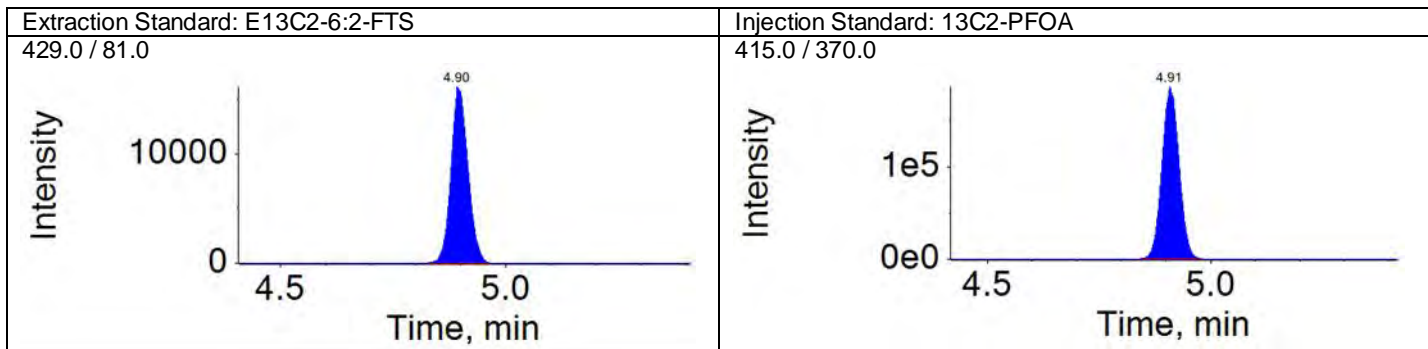 Extraction Standard: E13C2-6:2-FTS
429.0 / 81.0
4.90
Intensity
10000
0
4.5
5.0
Time, min
Injection Standard: 13C2-PFOA
415.0 / 370.0
4.91
Intensity
1e5
0e0
4.5
5.0
Time, min